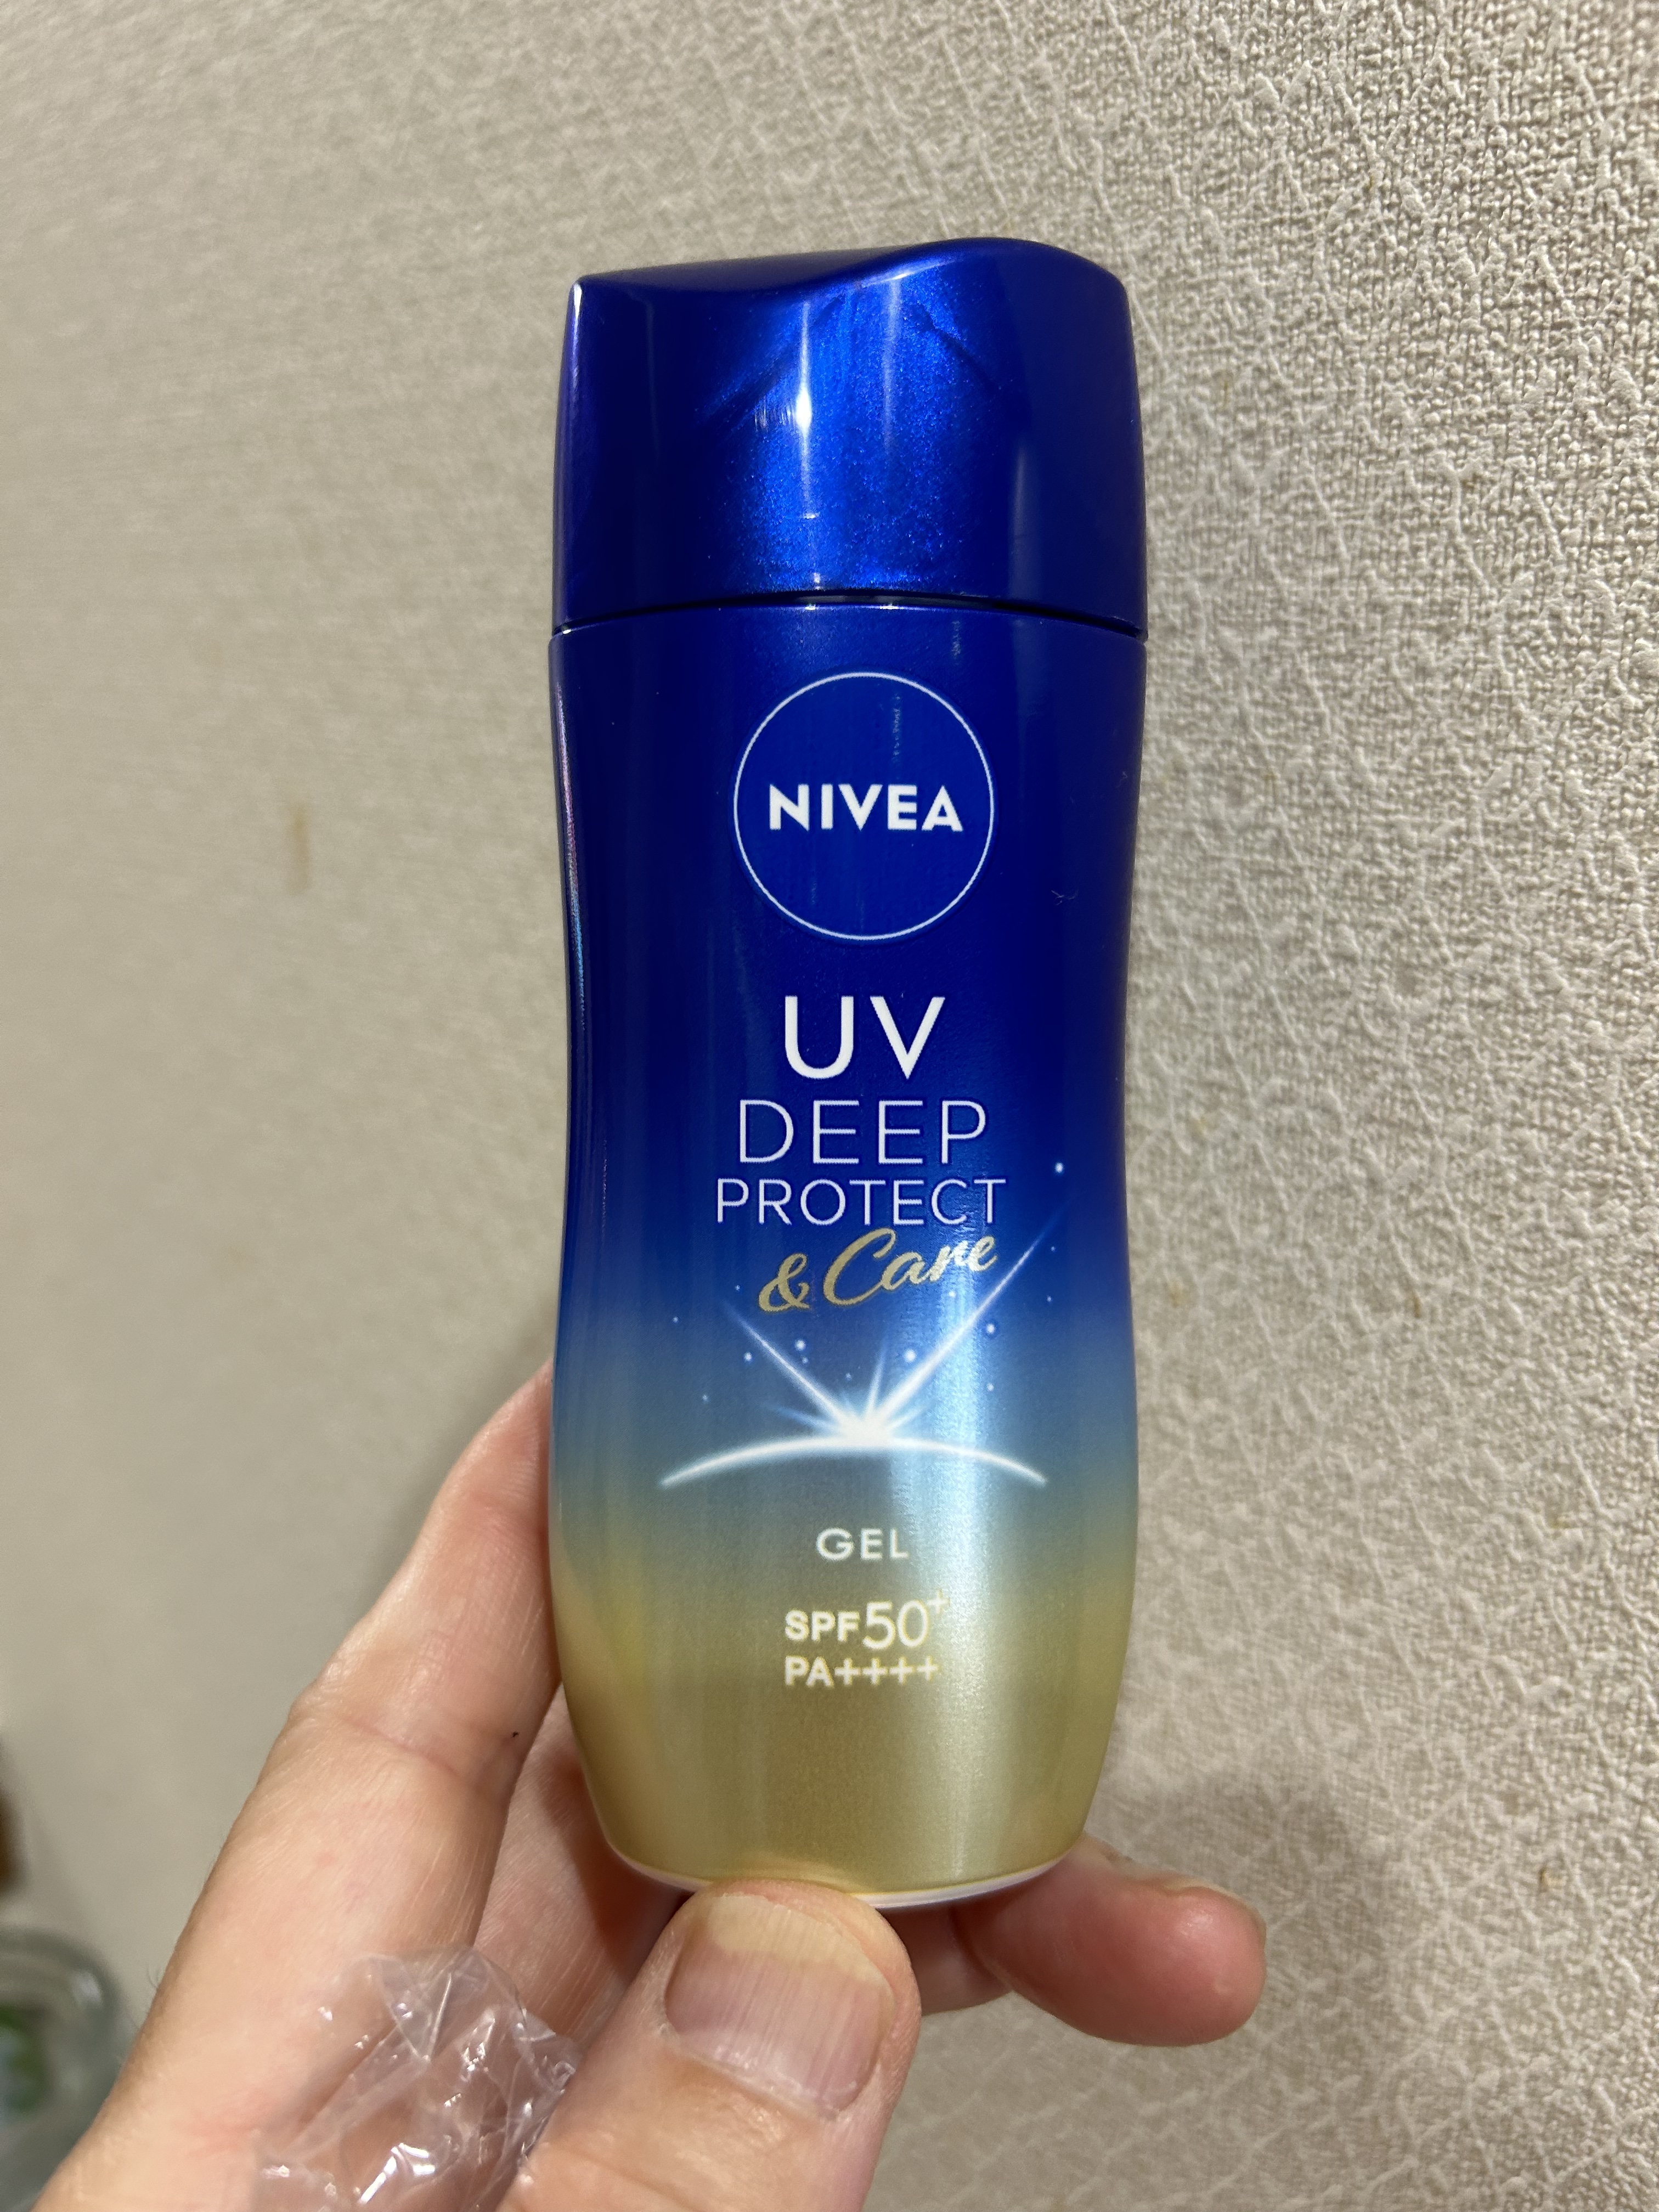 NIVEA
UV
DEEP
PROTECT
& Care
GEL
SPF50+
PA++++